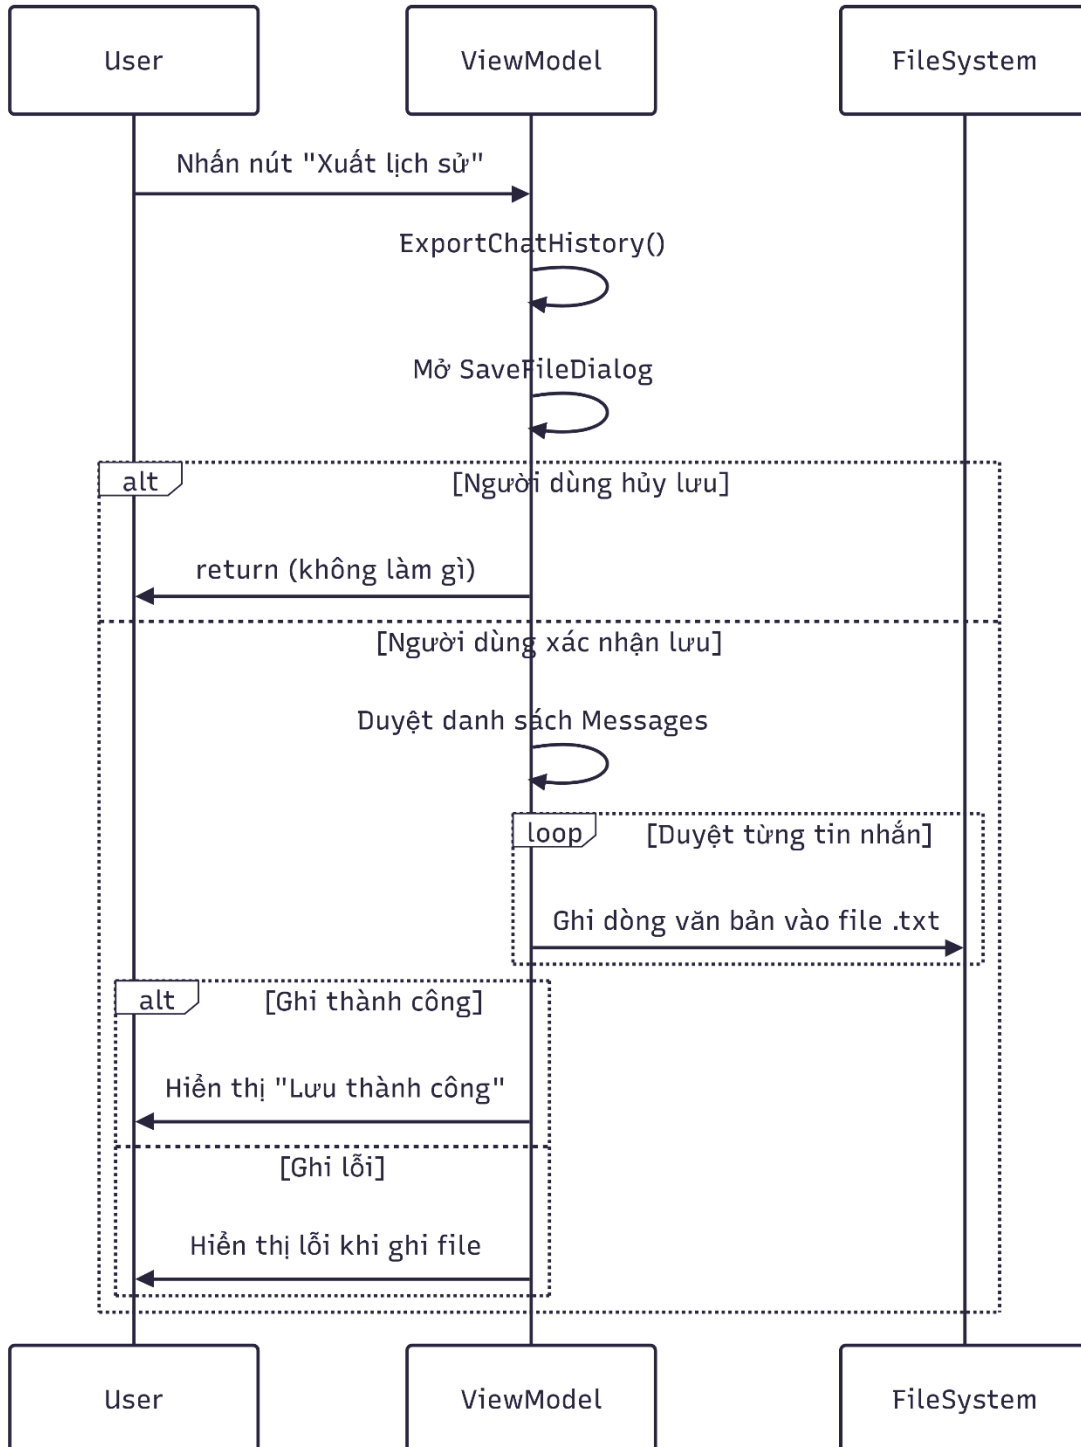 User
ViewModel
FileSystem
Nhấn nút "Xuất lịch sử"
ExportChatHistory()
Mở SaveFileDialog
alt
[Người dùng hủy lưu]
return (không làm gì)
[Người dùng xác nhận lưu]
Duyệt danh sách Messages
loop
[Duyệt từng tin nhắn]
Ghi dòng văn bản vào file .txt
alt
[Ghi thành công]
Hiển thị "Lưu thành công"
[Ghi lỗi]
Hiển thị lỗi khi ghi file
User
ViewModel
FileSystem